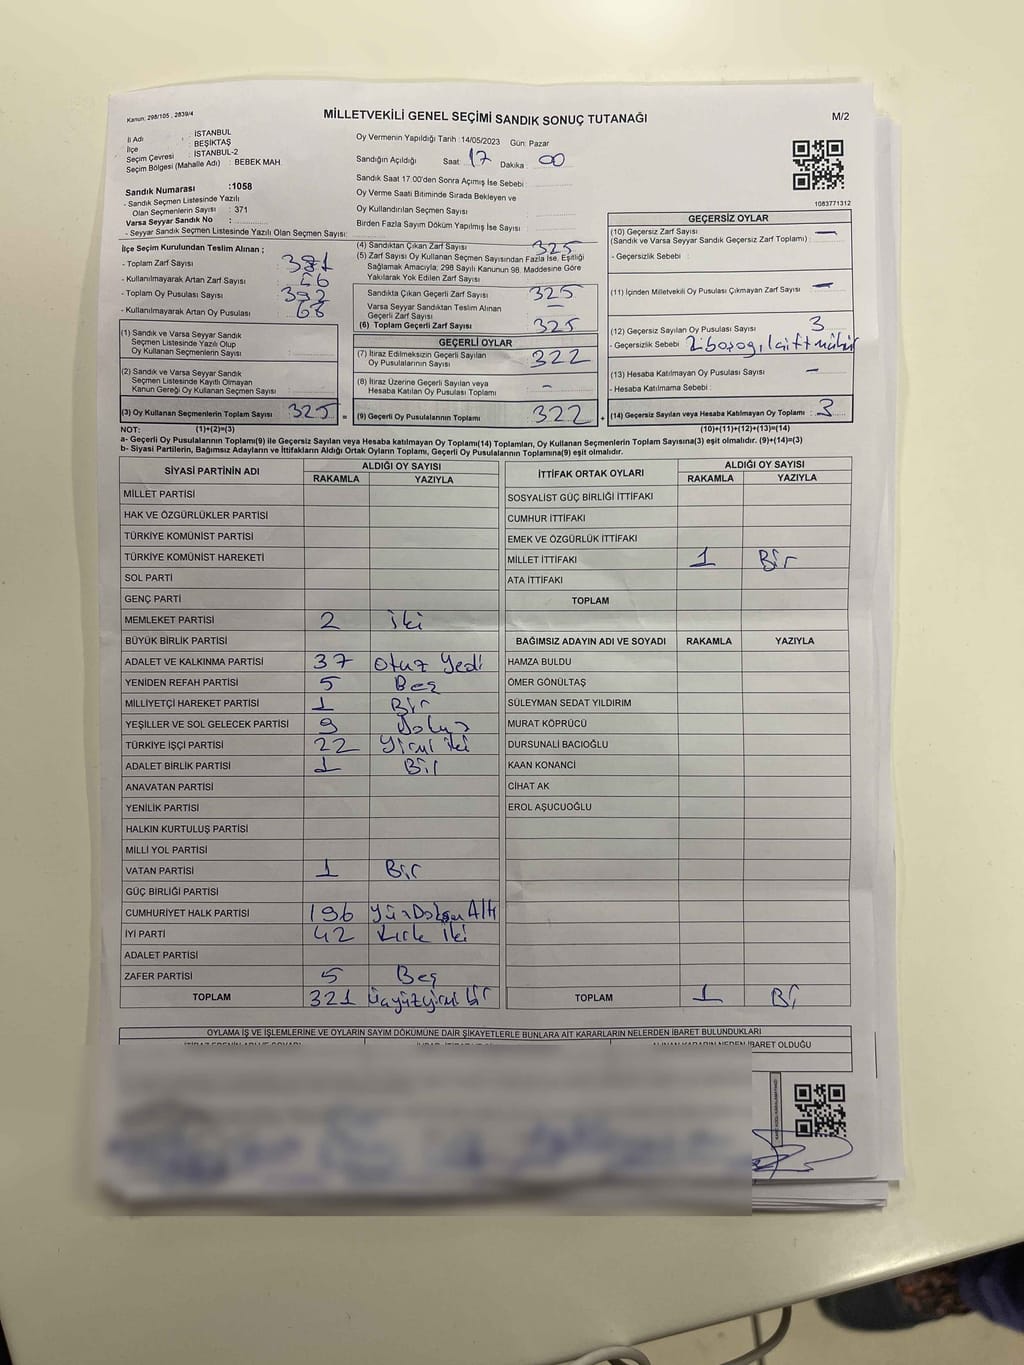 Kanun: 298/105 , 2839/4
MİLLETVEKİLİ GENEL SEÇİMİ SANDIK SONUÇ TUTANAĞI
M/2
İl Adı : İSTANBUL
İlçe : BEŞİKTAŞ
Seçim Çevresi : İSTANBUL-2
Seçim Bölgesi (Mahalle Adı) : BEBEK MAH.
Oy Vermenin Yapıldığı Tarih : 14/05/2023 Gün: Pazar
Sandığın Açıldığı Saat: 17 Dakika: 00
Sandık Saat 17.00'den Sonra Açılmış İse Sebebi :
Oy Verme Saati Bitiminde Sırada Bekleyen ve
Oy Kullandırılan Seçmen Sayısı
Birden Fazla Sayım Döküm Yapılmış İse Sayısı :
1083771312
Sandık Numarası :1058
- Sandık Seçmen Listesinde Yazılı
Olan Seçmenlerin Sayısı : 371
Varsa Seyyar Sandık No :
- Seyyar Sandık Seçmen Listesinde Yazılı Olan Seçmen Sayısı:
İlçe Seçim Kurulundan Teslim Alınan ;
- Toplam Zarf Sayısı :
- Kullanılmayarak Artan Zarf Sayısı :
- Toplam Oy Pusulası Sayısı :
- Kullanılmayarak Artan Oy Pusulası :
(1) Sandık ve Varsa Seyyar Sandık
Seçmen Listesinde Yazılı Olup
Oy Kullanan Seçmenlerin Sayısı :
(2) Sandık ve Varsa Seyyar Sandık
Seçmen Listesinde Kayıtlı Olmayan
Kanun Gereği Oy Kullanan Seçmen Sayısı :
(3) Oy Kullanan Seçmenlerin Toplam Sayısı : 325 =
(4) Sandıktan Çıkan Zarf Sayısı : 325
(5) Zarf Sayısı Oy Kullanan Seçmen Sayısından Fazla İse, Eşitliği
Sağlamak Amacıyla; 298 Sayılı Kanunun 98. Maddesine Göre
Yakılarak Yok Edilen Zarf Sayısı
Sandıkta Çıkan Geçerli Zarf Sayısı : 325
Varsa Seyyar Sandıktan Teslim Alınan
Geçerli Zarf Sayısı : —
(6) Toplam Geçerli Zarf Sayısı : 325
GEÇERLİ OYLAR
(7) İtiraz Edilmeksizin Geçerli Sayılan
Oy Pusulalarının Sayısı : 322
(8) İtiraz Üzerine Geçerli Sayılan veya
Hesaba Katılan Oy Pusulası Toplamı : -
(9) Geçerli Oy Pusulalarının Toplamı : 322 +
GEÇERSİZ OYLAR
(10) Geçersiz Zarf Sayısı : —
(Sandık ve Varsa Seyyar Sandık Geçersiz Zarf Toplamı)
- Geçersizlik Sebebi :
(11) İçinden Milletvekili Oy Pusulası Çıkmayan Zarf Sayısı : —
(12) Geçersiz Sayılan Oy Pusulası Sayısı : 3
- Geçersizlik Sebebi :
(13) Hesaba Katılmayan Oy Pusulası Sayısı : -
- Hesaba Katılmama Sebebi :
(14) Geçersiz Sayılan veya Hesaba Katılmayan Oy Toplamı : 3
NOT: (1)+(2)=(3) (10)+(11)+(12)+(13)=(14)
a- Geçerli Oy Pusulalarının Toplamı(9) ile Geçersiz Sayılan veya Hesaba katılmayan Oy Toplamı(14) Toplamları, Oy Kullanan Seçmenlerin Toplam Sayısına(3) eşit olmalıdır. (9)+(14)=(3)
b- Siyasi Partilerin, Bağımsız Adayların ve İttifakların Aldığı Ortak Oyların Toplamı, Geçerli Oy Pusulalarının Toplamına(9) eşit olmalıdır.
SİYASİ PARTİNİN ADI ALDIĞI OY SAYISI
RAKAMLA YAZIYLA
MİLLET PARTİSİ
HAK VE ÖZGÜRLÜKLER PARTİSİ
TÜRKİYE KOMÜNİST PARTİSİ
TÜRKİYE KOMÜNİST HAREKETİ
SOL PARTİ
GENÇ PARTİ
MEMLEKET PARTİSİ 2 iki
BÜYÜK BİRLİK PARTİSİ
ADALET VE KALKINMA PARTİSİ 37 otuz Yedi
YENİDEN REFAH PARTİSİ 5 Beş
MİLLİYETÇİ HAREKET PARTİSİ 1 Bir
YEŞİLLER VE SOL GELECEK PARTİSİ 9 Dokuz
TÜRKİYE İŞÇİ PARTİSİ 22 Yirmi iki
ADALET BİRLİK PARTİSİ 1 Bir
ANAVATAN PARTİSİ
YENİLİK PARTİSİ
HALKIN KURTULUŞ PARTİSİ
MİLLİ YOL PARTİSİ
VATAN PARTİSİ 1 Bir
GÜÇ BİRLİĞİ PARTİSİ
CUMHURİYET HALK PARTİSİ 196 Yüz Doksan Altı
İYİ PARTİ 42 Kırk iki
ADALET PARTİSİ
ZAFER PARTİSİ 5 Beş
TOPLAM 321 üçyüzyirmi bir
İTTİFAK ORTAK OYLARI ALDIĞI OY SAYISI
RAKAMLA YAZIYLA
SOSYALİST GÜÇ BİRLİĞİ İTTİFAKI
CUMHUR İTTİFAKI
EMEK VE ÖZGÜRLÜK İTTİFAKI
MİLLET İTTİFAKI 1 Bir
ATA İTTİFAKI
TOPLAM
BAĞIMSIZ ADAYIN ADI VE SOYADI RAKAMLA YAZIYLA
HAMZA BULDU
ÖMER GÖNÜLTAŞ
SÜLEYMAN SEDAT YILDIRIM
MURAT KÖPRÜCÜ
DURSUNALİ BACIOĞLU
KAAN KONANCİ
CİHAT AK
EROL AŞUCUOĞLU
TOPLAM 1 Bi
OYLAMA İŞ VE İŞLEMLERİNE VE OYLARIN SAYIM DÖKÜMÜNE DAİR ŞİKAYETLERLE BUNLARA AİT KARARLARIN NELERDEN İBARET BULUNDUKLARI
ALINAN KARARIN NEDEN İBARET OLDUĞU